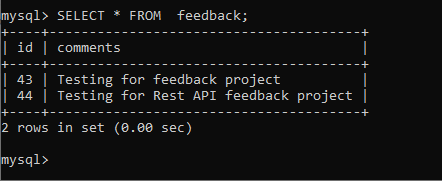 mysql> SELECT * FROM  feedback;
+----+---------------------------------------+
| id | comments                              |
+----+---------------------------------------+
| 43 | Testing for feedback project          |
| 44 | Testing for Rest API feedback project |
+----+---------------------------------------+
2 rows in set (0.00 sec)
mysql>